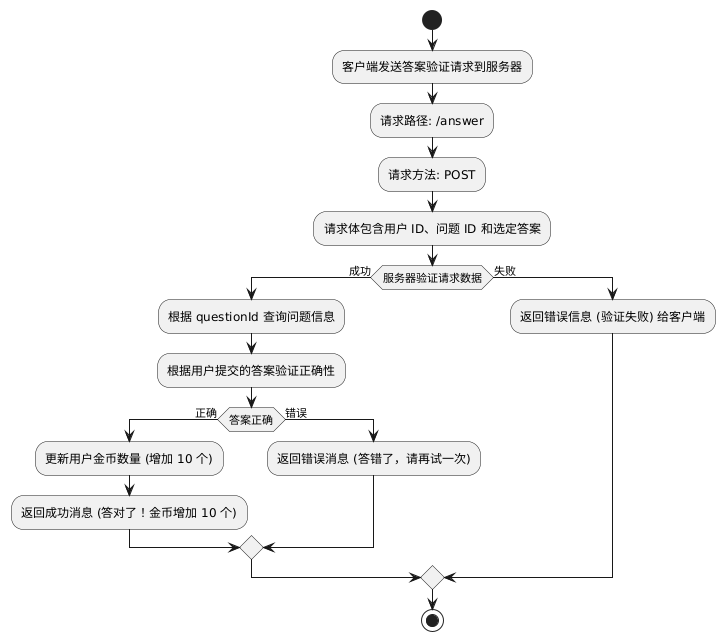 客户端发送答案验证请求到服务器
请求路径: /answer
请求方法: POST
请求体包含用户 ID、问题 ID 和选定答案
成功
服务器验证请求数据
失败
根据 questionId 查询问题信息
返回错误信息 (验证失败) 给客户端
根据用户提交的答案验证正确性
正确
答案正确
错误
更新用户金币数量 (增加 10 个)
返回错误消息 (答错了，请再试一次)
返回成功消息 (答对了！金币增加 10 个)